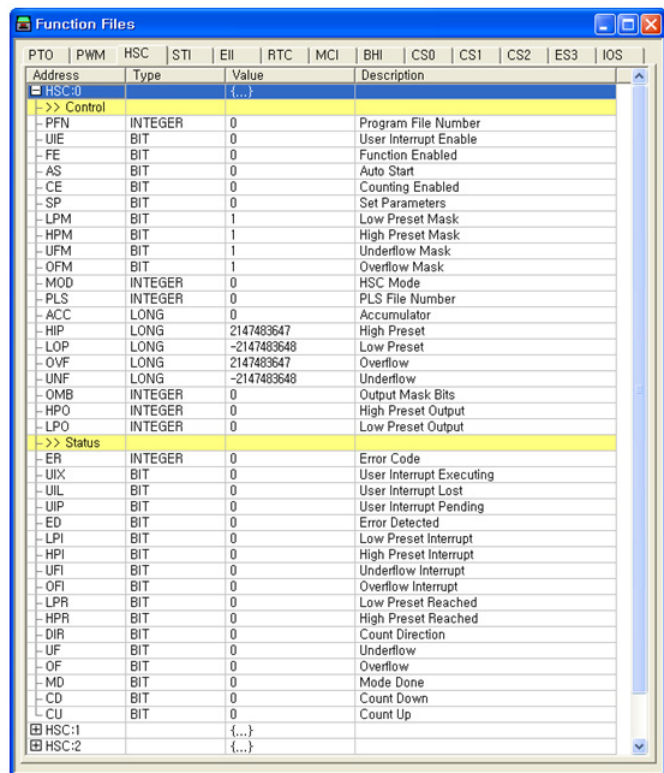 Function Files
PTO PWM HSC STI EII RTC MCI BHI CS0 CS1 CS2 ES3 IOS
Address Type Value Description
HSC:0 {...}
>> Control
PFN INTEGER 0 Program File Number
UIE BIT 0 User Interrupt Enable
FE BIT 0 Function Enabled
AS BIT 0 Auto Start
CE BIT 0 Counting Enabled
SP BIT 0 Set Parameters
LPM BIT 1 Low Preset Mask
HPM BIT 1 High Preset Mask
UFM BIT 1 Underflow Mask
OFM BIT 1 Overflow Mask
MOD INTEGER 0 HSC Mode
PLS INTEGER 0 PLS File Number
ACC LONG 0 Accumulator
HIP LONG 2147483647 High Preset
LOP LONG -2147483648 Low Preset
OVF LONG 2147483647 Overflow
UNF LONG -2147483648 Underflow
OMB INTEGER 0 Output Mask Bits
HPO INTEGER 0 High Preset Output
LPO INTEGER 0 Low Preset Output
>> Status
ER INTEGER 0 Error Code
UIX BIT 0 User Interrupt Executing
UIL BIT 0 User Interrupt Lost
UIP BIT 0 User Interrupt Pending
ED BIT 0 Error Detected
LPI BIT 0 Low Preset Interrupt
HPI BIT 0 High Preset Interrupt
UFI BIT 0 Underflow Interrupt
OFI BIT 0 Overflow Interrupt
LPR BIT 0 Low Preset Reached
HPR BIT 0 High Preset Reached
DIR BIT 0 Count Direction
UF BIT 0 Underflow
OF BIT 0 Overflow
MD BIT 0 Mode Done
CD BIT 0 Count Down
CU BIT 0 Count Up
HSC:1 {...}
HSC:2 {...}